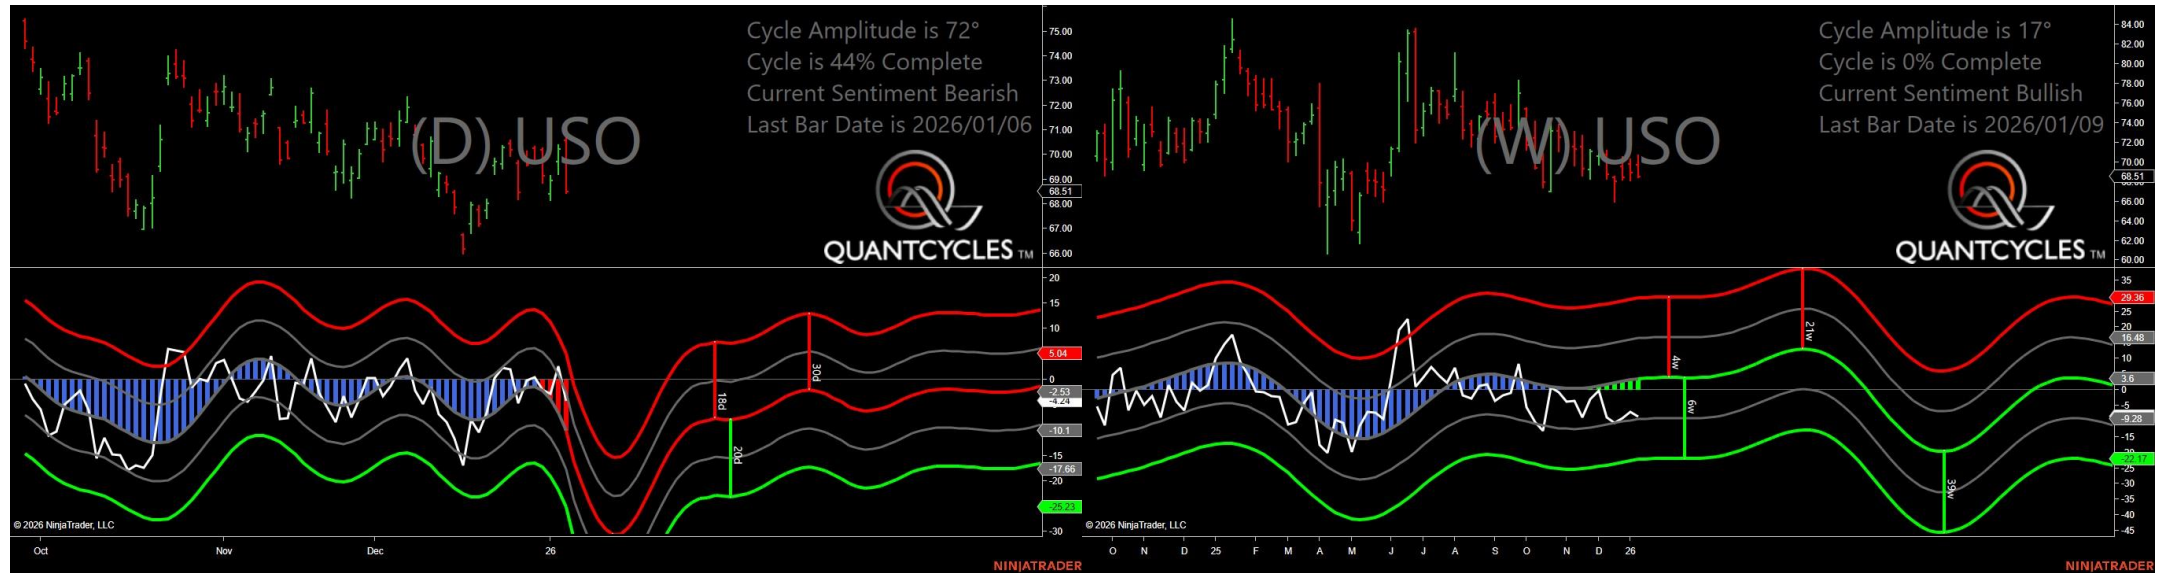 Cycle Amplitude is 72°
Cycle is 44% Complete
Current Sentiment Bearish
Last Bar Date is 2026/01/06
(D) USO
QUANTCYCLES TM
75.00
74.00
73.00
72.00
71.00
70.00
69.00
68.51
68.00
67.00
66.00
20
15
10
5.04
0
-2.53
-4.24
-10.1
-15
-17.66
-20
-25.23
-30
18d
20d
30d
© 2026 NinjaTrader, LLC
Oct
Nov
Dec
26
NINJATRADER
Cycle Amplitude is 17°
Cycle is 0% Complete
Current Sentiment Bullish
Last Bar Date is 2026/01/09
(W) USO
QUANTCYCLES TM
84.00
82.00
80.00
78.00
76.00
74.00
72.00
70.00
68.51
66.00
64.00
62.00
60.00
35
29.36
25
20
16.48
10
3.6
0
-5
-9.28
-15
-22.17
-25
-30
-35
-40
-45
4w
6w
21w
39w
© 2026 NinjaTrader, LLC
O
N
D
25
F
M
A
M
J
J
A
S
O
N
D
26
NINJATRADER